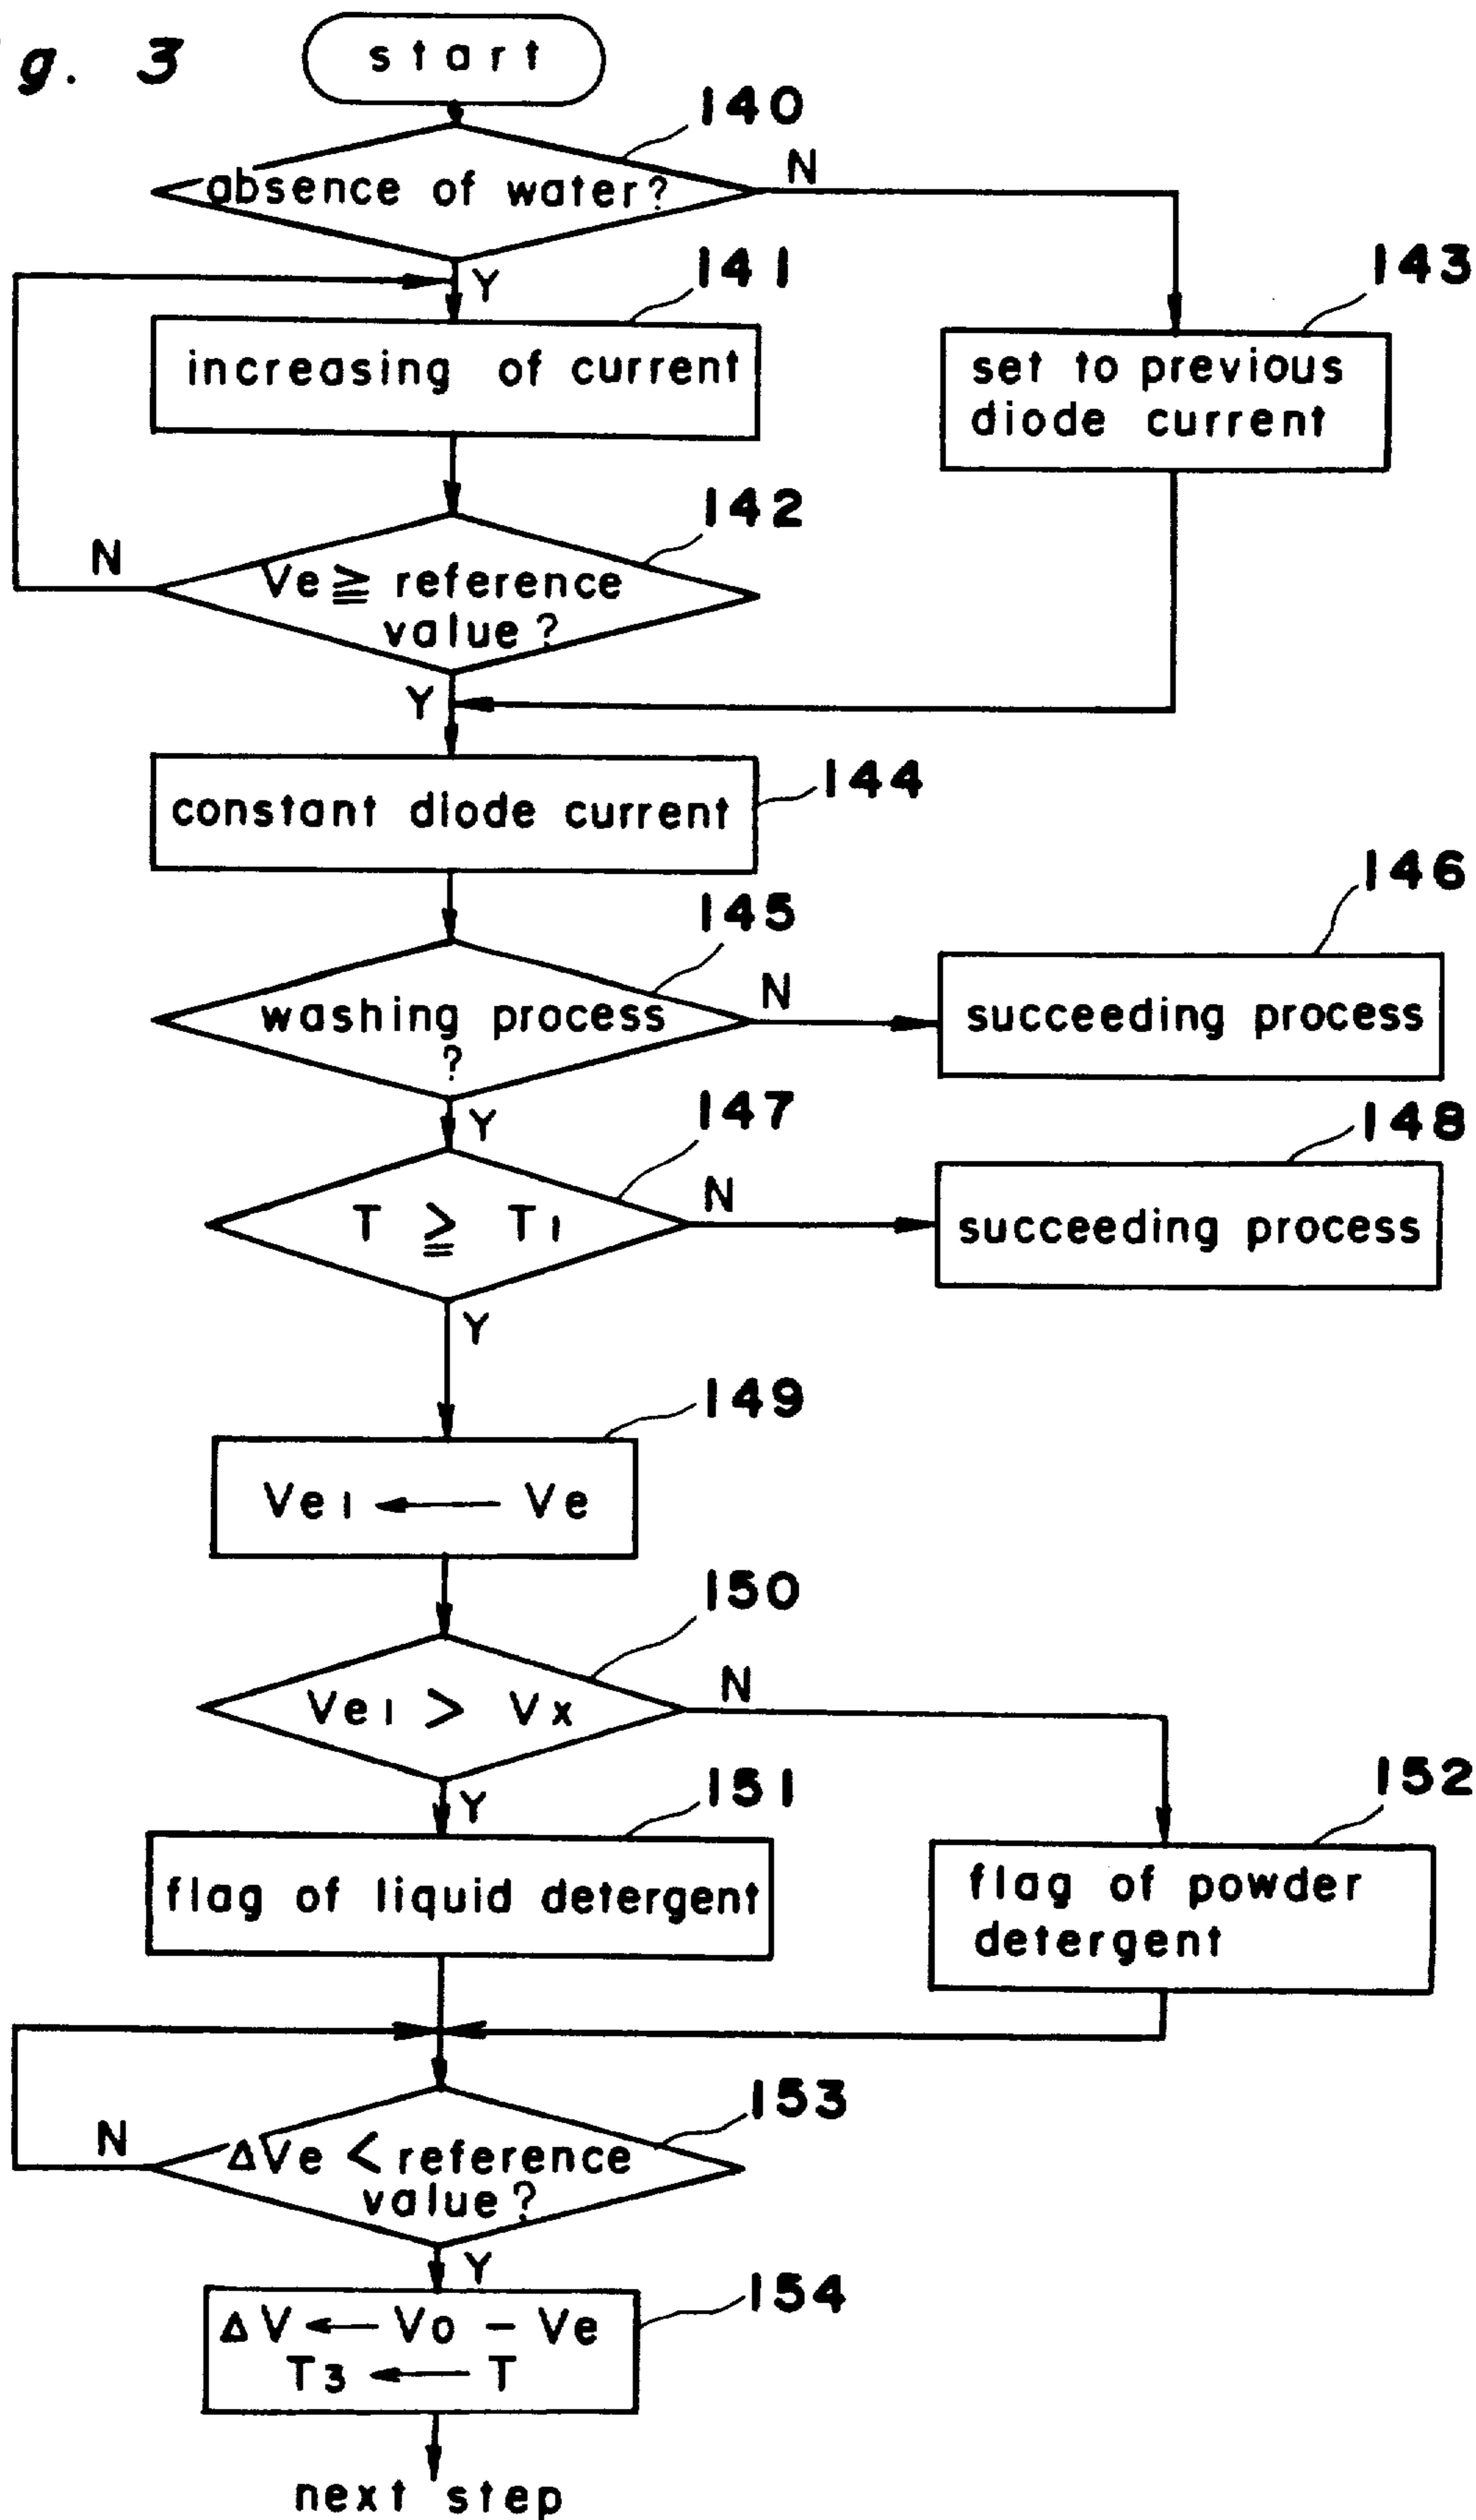 g. 3
start
140
absence of water?
N
Y
141
143
increasing of current
set to previous
diode current
142
N
Ve ≧ reference
value?
Y
144
constant diode current
146
145
washing process
?
N
succeeding process
Y
147
148
T ≧ T1
N
succeeding process
Y
149
Ve1 ← Ve
150
Ve1 > Vx
N
Y
151
152
flag of liquid detergent
flag of powder
detergent
153
N
ΔVe < reference
value?
Y
154
ΔV ← Vo - Ve
T3 ← T
next step